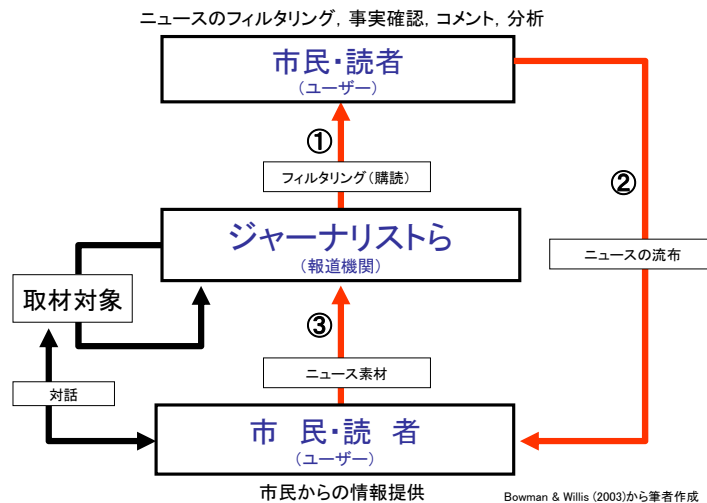 ニュースのフィルタリング, 事実確認, コメント, 分析
市民・読者
(ユーザー)
①
②
フィルタリング(購読)
ジャーナリストら
(報道機関)
ニュースの流布
取材対象
③
ニュース素材
対話
市 民・読 者
(ユーザー)
市民からの情報提供
Bowman & Willis (2003)から筆者作成